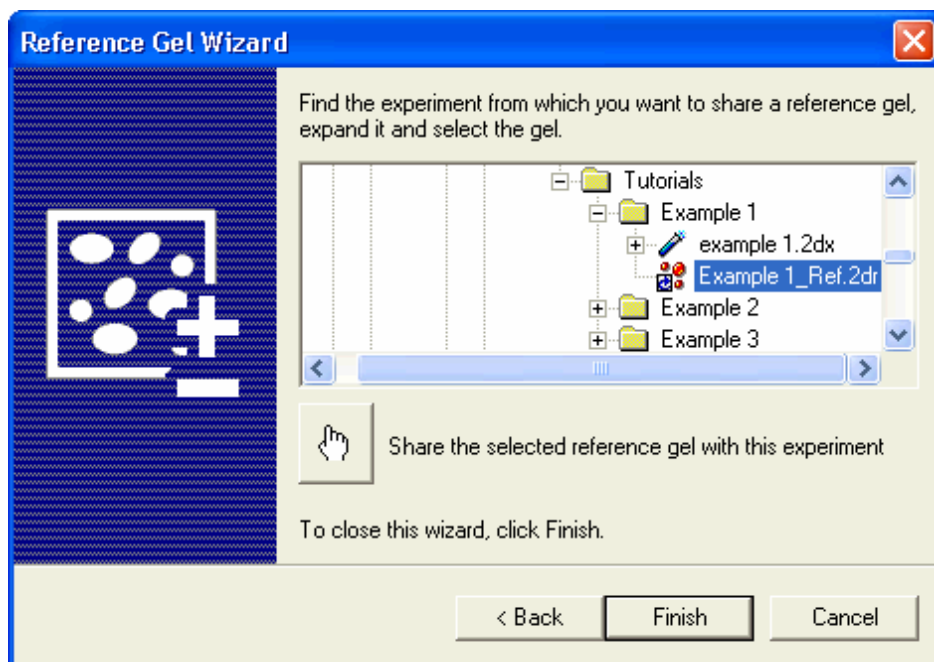 Reference Gel Wizard
Find the experiment from which you want to share a reference gel,
expand it and select the gel.
Tutorials
Example 1
example 1.2dx
Example 1_Ref.2dr
Example 2
Example 3
Share the selected reference gel with this experiment
To close this wizard, click Finish.
< Back
Finish
Cancel